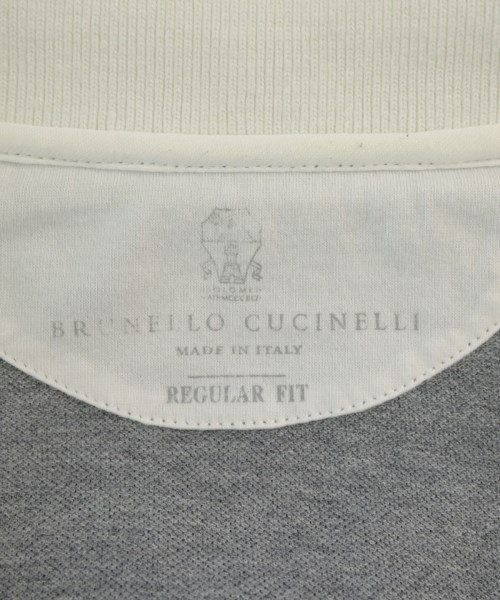 BRUNELLO CUCINELLI
MADE IN ITALY
REGULAR FIT